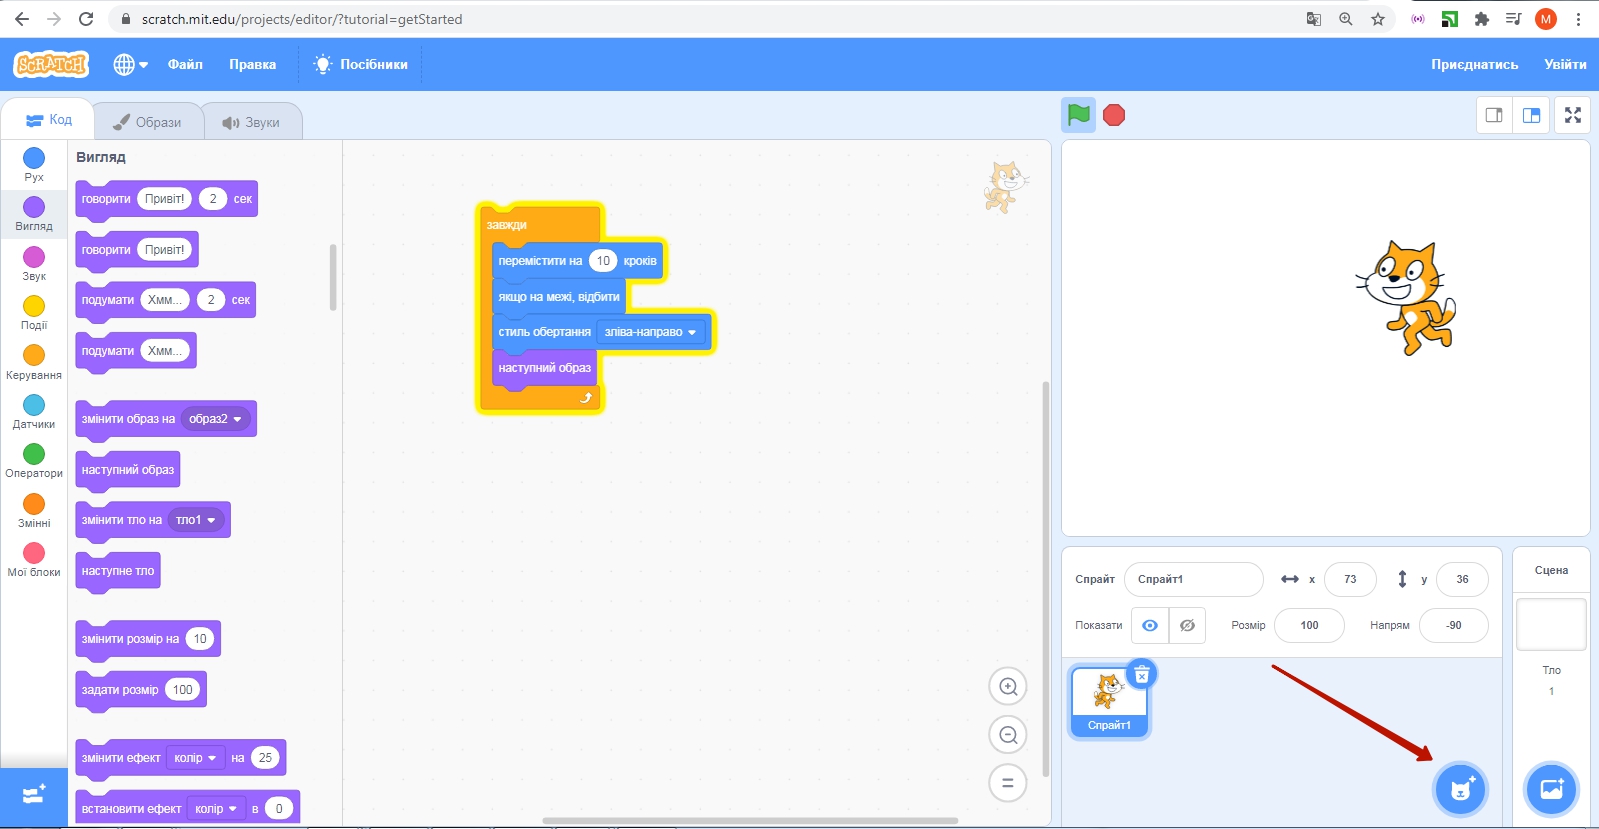 scratch.mit.edu/projects/editor/?tutorial=getStarted
M
SCRATCH
Файл
Правка
Посібники
Приєднатись
Увійти
Код
Образи
Звуки
Рух
Вигляд
Звук
Події
Керування
Датчики
Оператори
Змінні
Мої блоки
Вигляд
говорити Привіт! 2 сек
говорити Привіт!
подумати Хмм... 2 сек
подумати Хмм...
змінити образ на образ2
наступний образ
змінити тло на тло1
наступне тло
змінити розмір на 10
задати розмір 100
змінити ефект колір на 25
встановити ефект колір в 0
завжди
перемістити на 10 кроків
якщо на межі, відбити
стиль обертання зліва-направо
наступний образ
Спрайт Спрайт1 x 73 y 36
Показати Розмір 100 Напрям -90
Спрайт1
Сцена
Тло
1